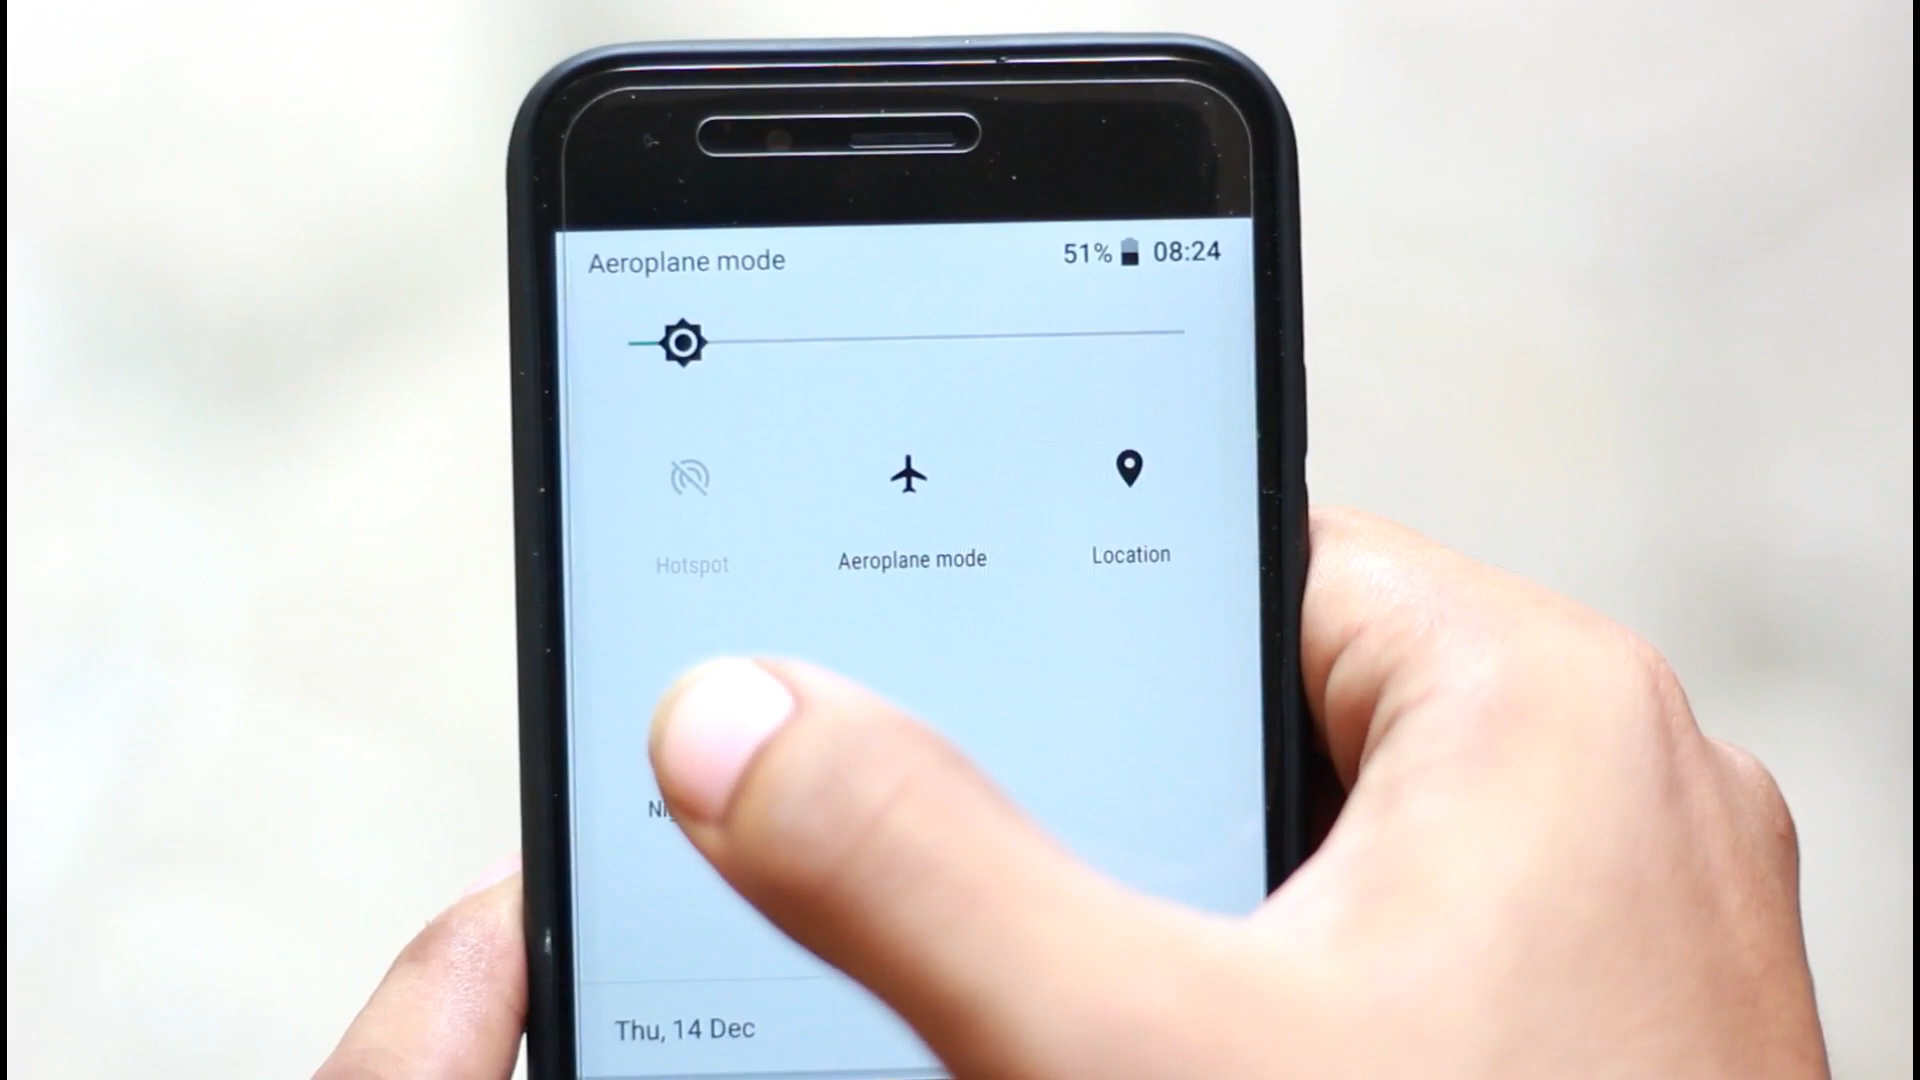 Aeroplane mode 51% 08:24
Hotspot Aeroplane mode Location
Thu, 14 Dec